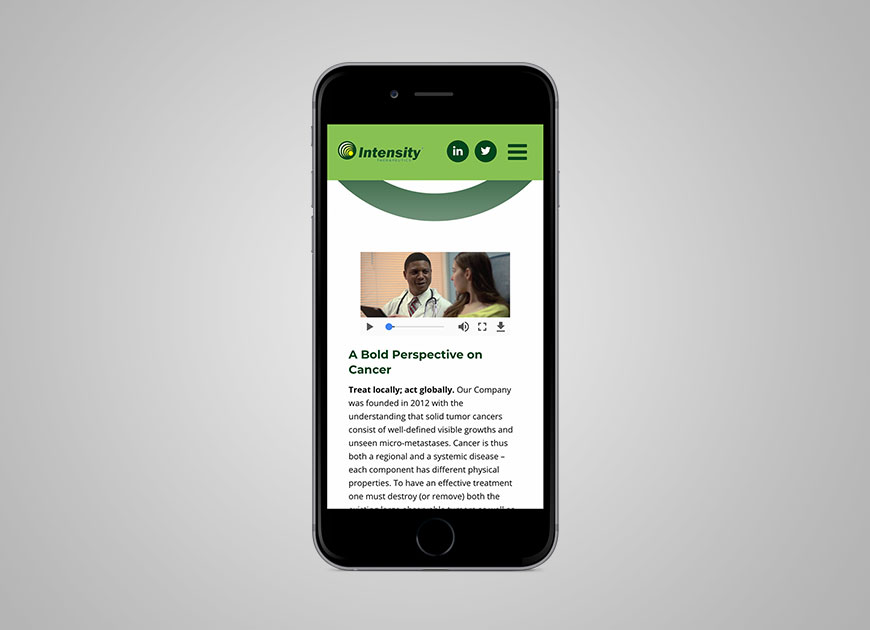 Intensity
THERAPEUTICS
in
A Bold Perspective on
Cancer
Treat locally; act globally. Our Company
was founded in 2012 with the
understanding that solid tumor cancers
consist of well-defined visible growths and
unseen micro-metastases. Cancer is thus
both a regional and a systemic disease –
each component has different physical
properties. To have an effective treatment
one must destroy (or remove) both the